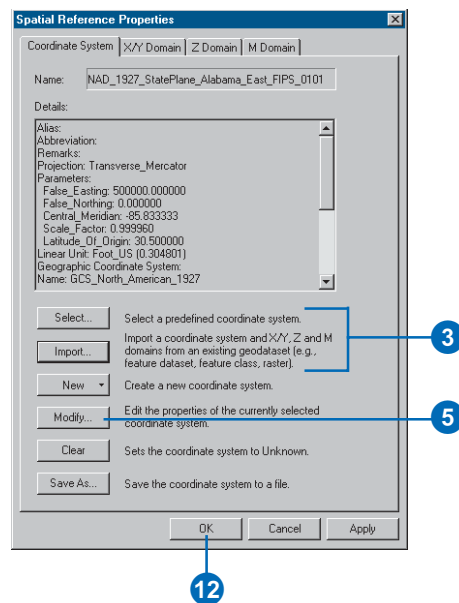 Spatial Reference Properties
Coordinate System X/Y Domain Z Domain M Domain
Name: NAD_1927_StatePlane_Alabama_East_FIPS_0101
Details:
Alias:
Abbreviation:
Remarks:
Projection: Transverse_Mercator
Parameters:
False_Easting: 500000.000000
False_Northing: 0.000000
Central_Meridian: -85.833333
Scale_Factor: 0.999960
Latitude_Of_Origin: 30.500000
Linear Unit: Foot_US (0.304801)
Geographic Coordinate System:
Name: GCS_North_American_1927
Select... Select a predefined coordinate system.
Import... Import a coordinate system and X/Y, Z and M
domains from an existing geodataset (e.g.,
feature dataset, feature class, raster).
3
New Create a new coordinate system.
Modify... Edit the properties of the currently selected
coordinate system.
5
Clear Sets the coordinate system to Unknown.
Save As... Save the coordinate system to a file.
OK Cancel Apply
12